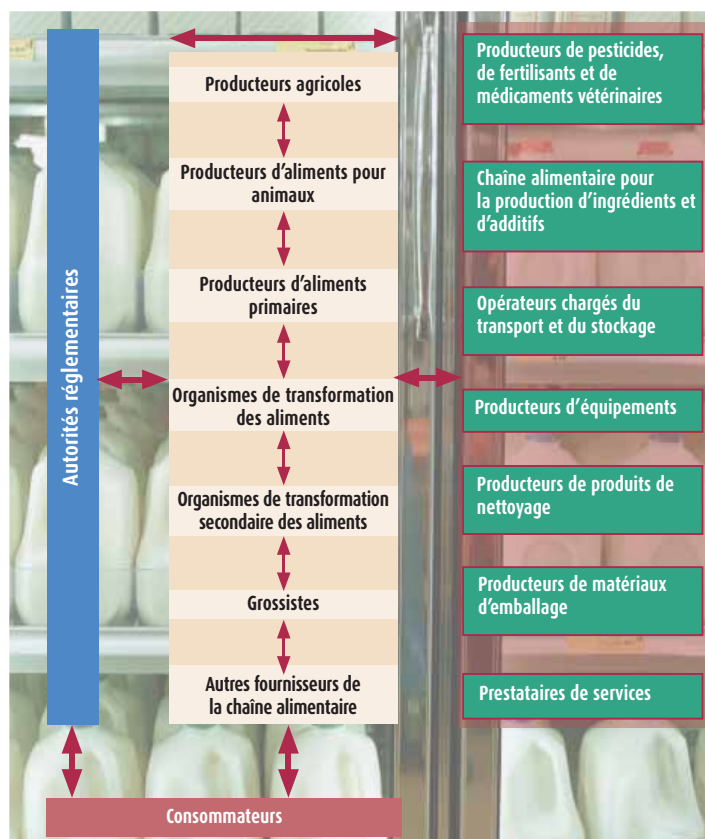 Autorités réglementaires
Producteurs agricoles
Producteurs d'aliments pour
animaux
Producteurs d'aliments
primaires
Organismes de transformation
des aliments
Organismes de transformation
secondaire des aliments
Grossistes
Autres fournisseurs de
la chaîne alimentaire
Producteurs de pesticides,
de fertilisants et de
médicaments vétérinaires
Chaîne alimentaire pour
la production d'ingrédients et
d'additifs
Opérateurs chargés du
transport et du stockage
Producteurs d'équipements
Producteurs de produits de
nettoyage
Producteurs de matériaux
d'emballage
Prestataires de services
Consommateurs